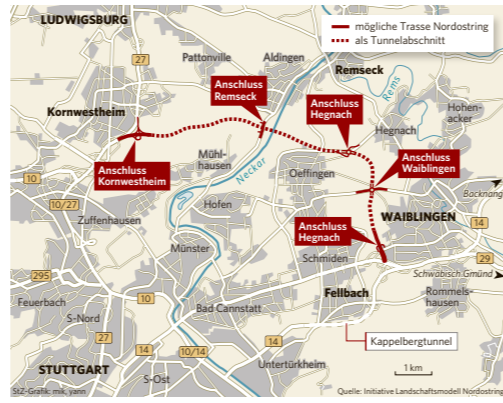 LUDWIGSBURG
mögliche Trasse Nordostring
als Tunnelabschnitt
27
Pattonville
Aldingen
Remseck
Rems
Kornwestheim
Anschluss
Remseck
Anschluss
Hegnach
Hohen-
acker
Hegnach
Anschluss
Kornwestheim
Mühl-
hausen
Neckar
Oeffingen
Anschluss
Waiblingen
Backnang
10
27
10/27
Zuffenhausen
Hofen
Anschluss
Hegnach
WAIBLINGEN
14
Münster
Schmiden
29
295
10
Schwäbisch Gmünd
Feuerbach
Bad Cannstatt
Fellbach
Rommels-
hausen
S-Nord
27
14
10/14
14
Kappelbergtunnel
Untertürkheim
STUTTGART
S-Ost
1 km
StZ-Grafik: mik, yann
Quelle: Initiative Landschaftsmodell Nordostring